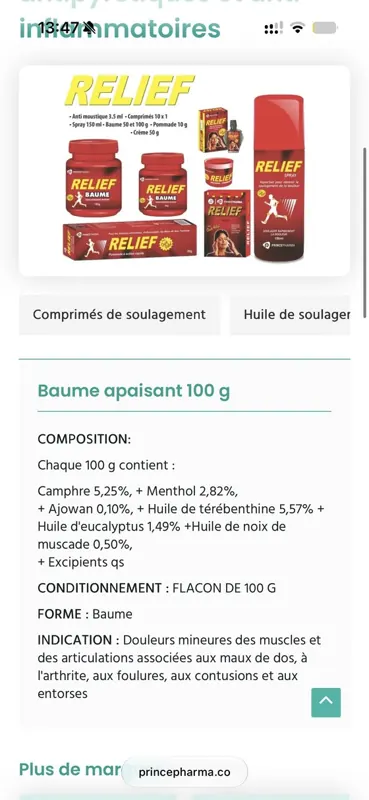 antipyrétiques et anti-
inflammatoires
13:47
RELIEF
• Anti moustique 3.5 ml • Comprimés 10 x 1
• Spray 150 ml • Baume 50 et 100 g • Pommade 10 g
• Crème 50 g
RELIEF
BAUME
RELIEF
BAUME
RELIEF
RELIEF
RELIEF
RELIEF
SPRAY
RELIEF
Comprimés de soulagement
Huile de soulager
Baume apaisant 100 g
COMPOSITION:
Chaque 100 g contient :
Camphre 5,25%, + Menthol 2,82%,
+ Ajowan 0,10%, + Huile de térébenthine 5,57% +
Huile d'eucalyptus 1,49% +Huile de noix de
muscade 0,50%,
+ Excipients qs
CONDITIONNEMENT : FLACON DE 100 G
FORME : Baume
INDICATION : Douleurs mineures des muscles et
des articulations associées aux maux de dos, à
l'arthrite, aux foulures, aux contusions et aux
entorses
Plus de mar
princepharma.co